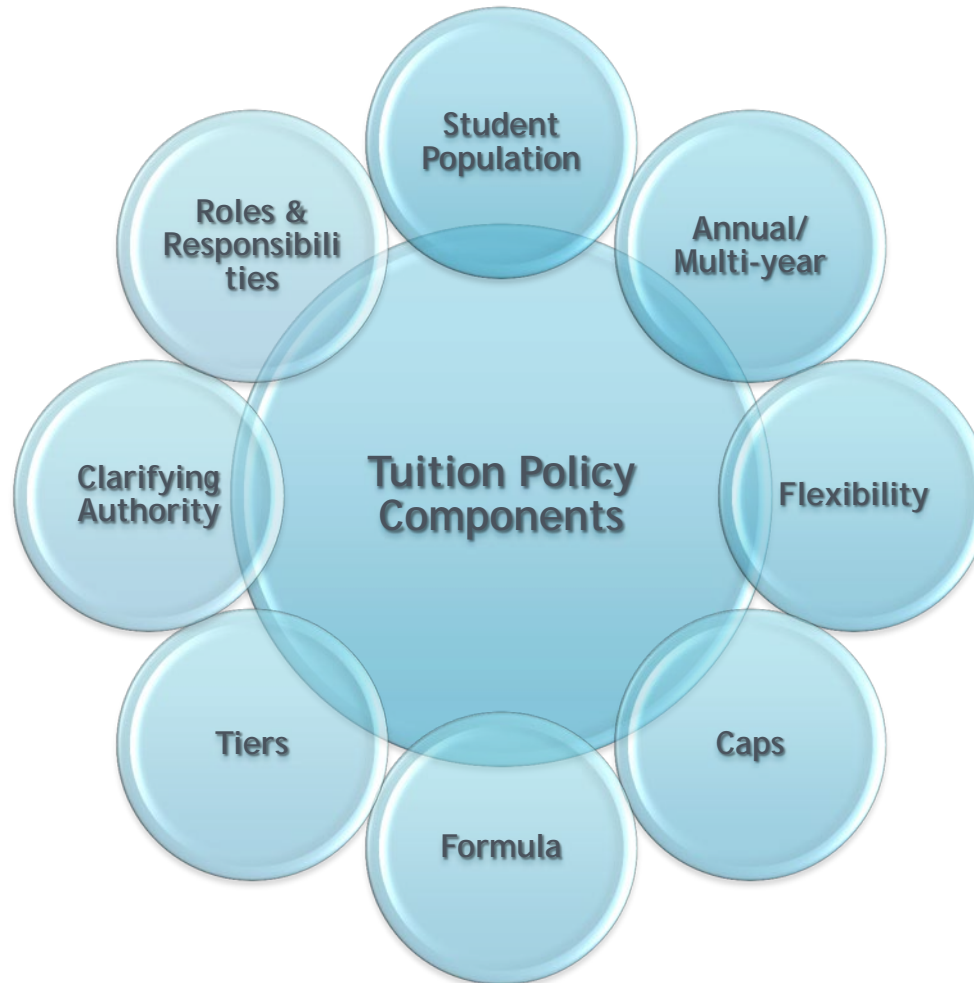 Student
Population
Annual/
Multi-year
Flexibility
Caps
Formula
Tiers
Clarifying
Authority
Roles &
Responsibili
ties
Tuition Policy
Components